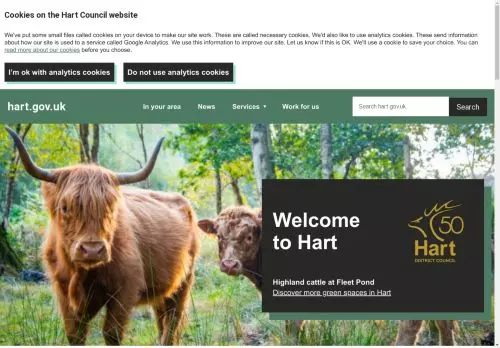 Cookies on the Hart Council website
We've put some small files called cookies on your device to make our site work. These are called necessary cookies. We'd also like to use analytics cookies. These send information
about how our site is used to a service called Google Analytics. We use this information to improve our site. Let us know if this is OK. We'll use a cookie to save your choice. You can
read more about our cookies before you choose.
I'm ok with analytics cookies Do not use analytics cookies
hart.gov.uk In your area News Services Work for us Search hart.gov.uk Search
Welcome
to Hart
50
Hart
DISTRICT COUNCIL
Highland cattle at Fleet Pond
Discover more green spaces in Hart